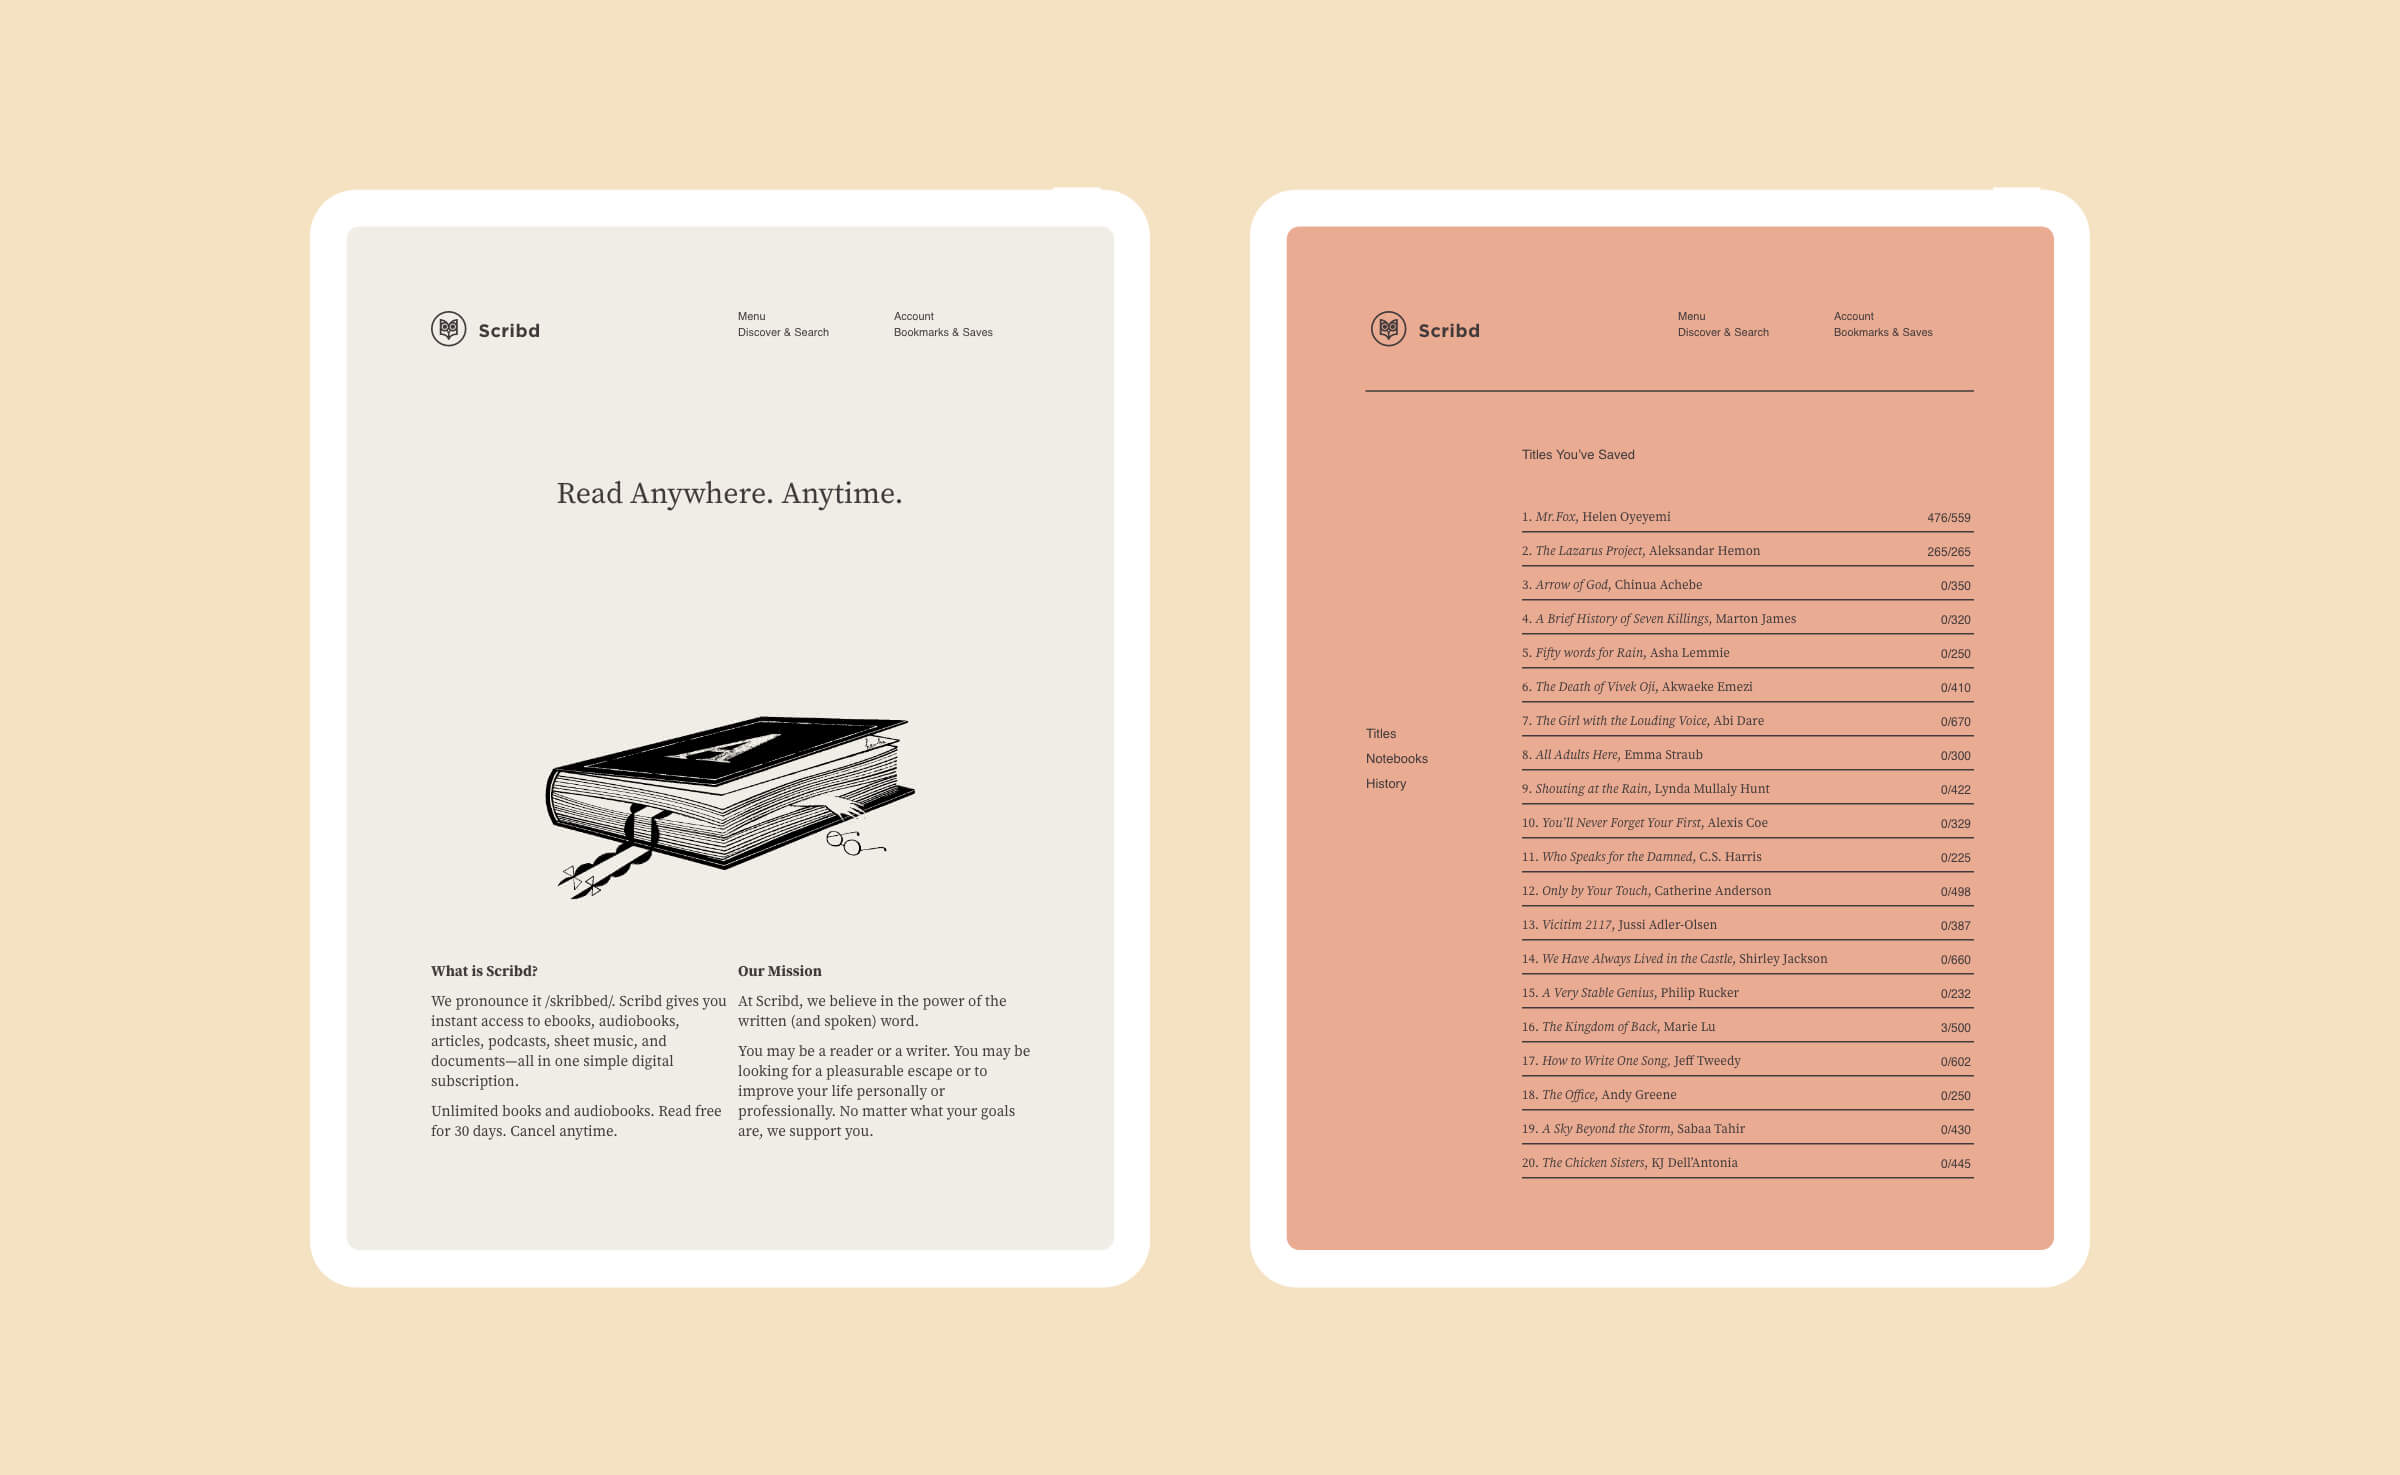 Scribd
Menu
Discover & Search
Account
Bookmarks & Saves
Read Anywhere. Anytime.
A
What is Scribd?
We pronounce it /skribbed/. Scribd gives you
instant access to ebooks, audiobooks,
articles, podcasts, sheet music, and
documents—all in one simple digital
subscription.
Unlimited books and audiobooks. Read free
for 30 days. Cancel anytime.
Our Mission
At Scribd, we believe in the power of the
written (and spoken) word.
You may be a reader or a writer. You may be
looking for a pleasurable escape or to
improve your life personally or
professionally. No matter what your goals
are, we support you.
Scribd
Menu
Discover & Search
Account
Bookmarks & Saves
Titles
Notebooks
History
Titles You’ve Saved
1. Mr.Fox, Helen Oyeyemi 476/559
2. The Lazarus Project, Aleksandar Hemon 265/265
3. Arrow of God, Chinua Achebe 0/350
4. A Brief History of Seven Killings, Marton James 0/320
5. Fifty words for Rain, Asha Lemmie 0/250
6. The Death of Vivek Oji, Akwaeke Emezi 0/410
7. The Girl with the Louding Voice, Abi Dare 0/670
8. All Adults Here, Emma Straub 0/300
9. Shouting at the Rain, Lynda Mullaly Hunt 0/422
10. You’ll Never Forget Your First, Alexis Coe 0/329
11. Who Speaks for the Damned, C.S. Harris 0/225
12. Only by Your Touch, Catherine Anderson 0/498
13. Vicitim 2117, Jussi Adler-Olsen 0/387
14. We Have Always Lived in the Castle, Shirley Jackson 0/660
15. A Very Stable Genius, Philip Rucker 0/232
16. The Kingdom of Back, Marie Lu 3/500
17. How to Write One Song, Jeff Tweedy 0/602
18. The Office, Andy Greene 0/250
19. A Sky Beyond the Storm, Sabaa Tahir 0/430
20. The Chicken Sisters, KJ Dell’Antonia 0/445